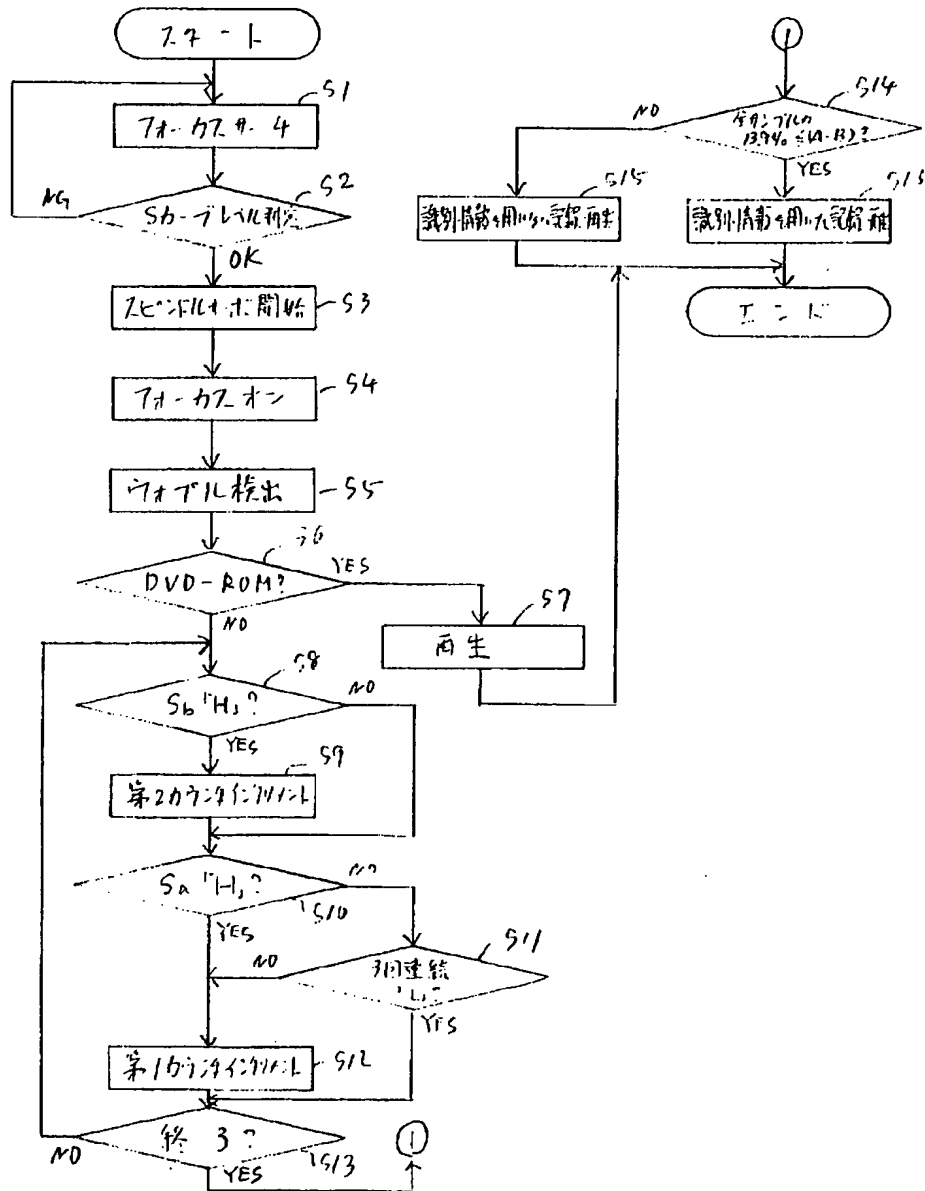 スタート
S1
フォーカスサーチ
NG
S2
Sカーブレベル判定
OK
スピンドルサーボ開始
S3
フォーカスオン
S4
ウォブル検出
S5
S6
DVD-ROM?
YES
NO
S7
再生
S8
Sb「H」?
NO
YES
S9
第2カウンタインクリメント
Sa「H」?
NO
S10
YES
S11
3回連続
「L」?
NO
YES
第1カウンタインクリメント
S12
終了?
NO
S13
YES
1
1
S14
13.9% ≦(A-B)?
NO
YES
S15
識別情報を用いない記録・再生
識別情報を用いた記録・再生
エンド